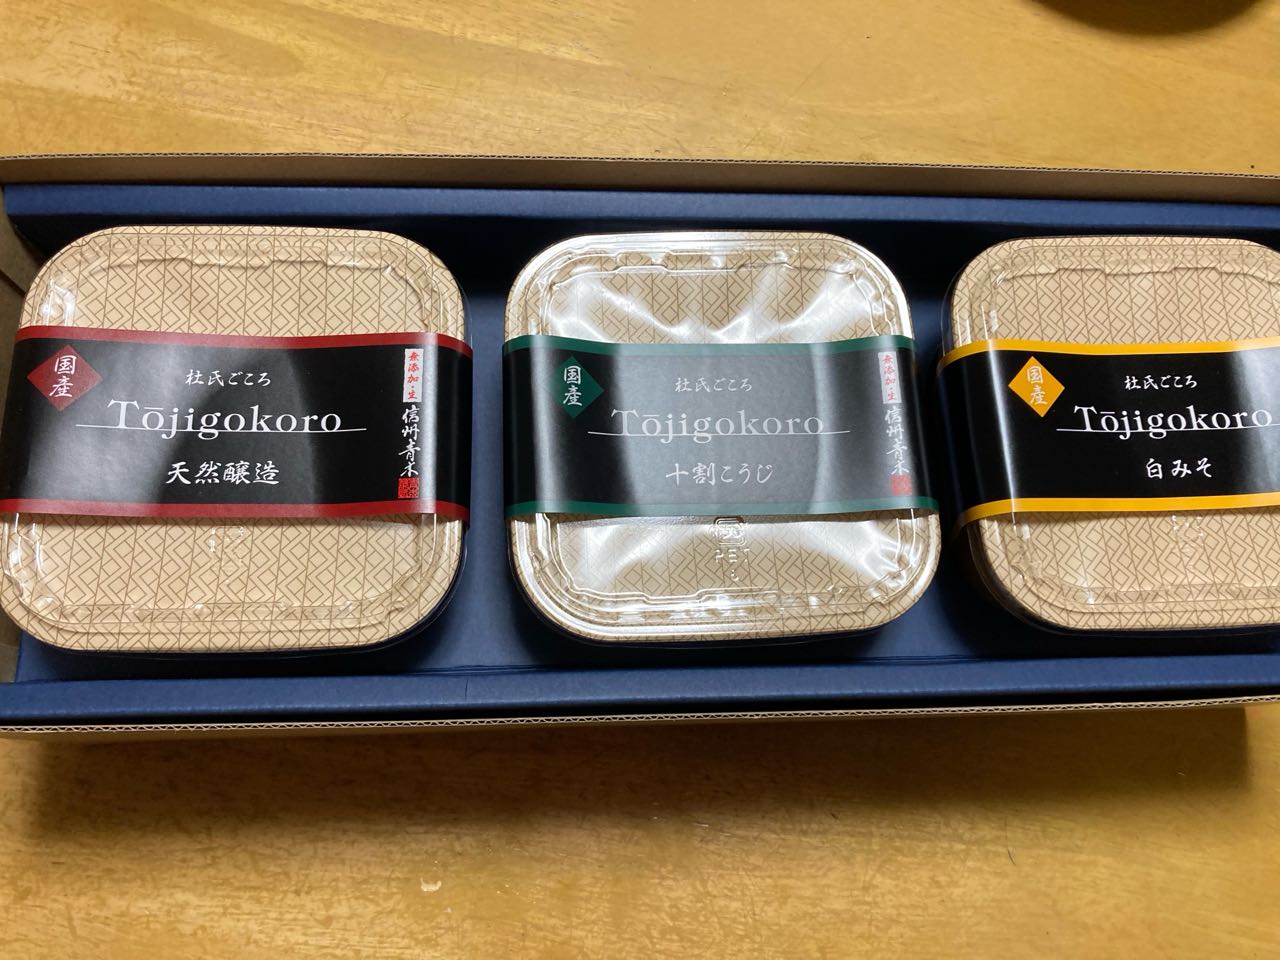 国産
杜氏ごころ
Tōjigokoro
天然醸造
無添加・生
信州青木
国産
杜氏ごころ
Tōjigokoro
十割こうじ
無添加・生
信州青木
PET
国産
杜氏ごころ
Tōjigokoro
白みそ